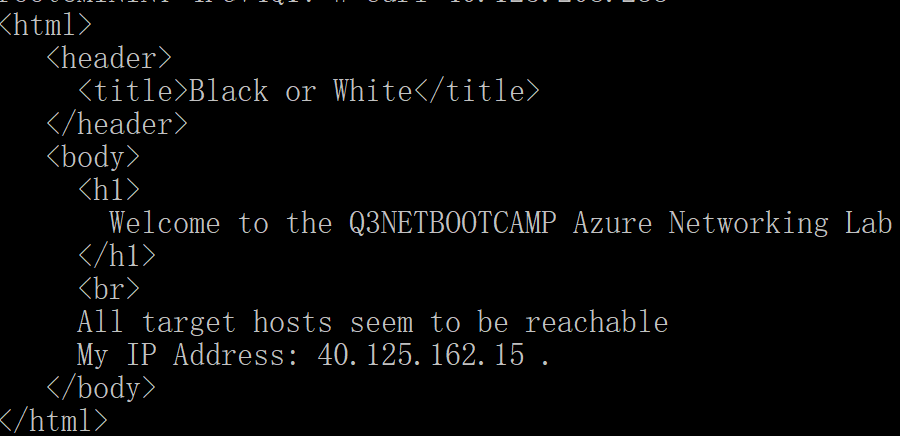 <html>
<header>
<title>Black or White</title>
</header>
<body>
<h1>
Welcome to the Q3NETBOOTCAMP Azure Networking Lab
</h1>
<br>
All target hosts seem to be reachable
My IP Address: 40.125.162.15 .
</body>
</html>